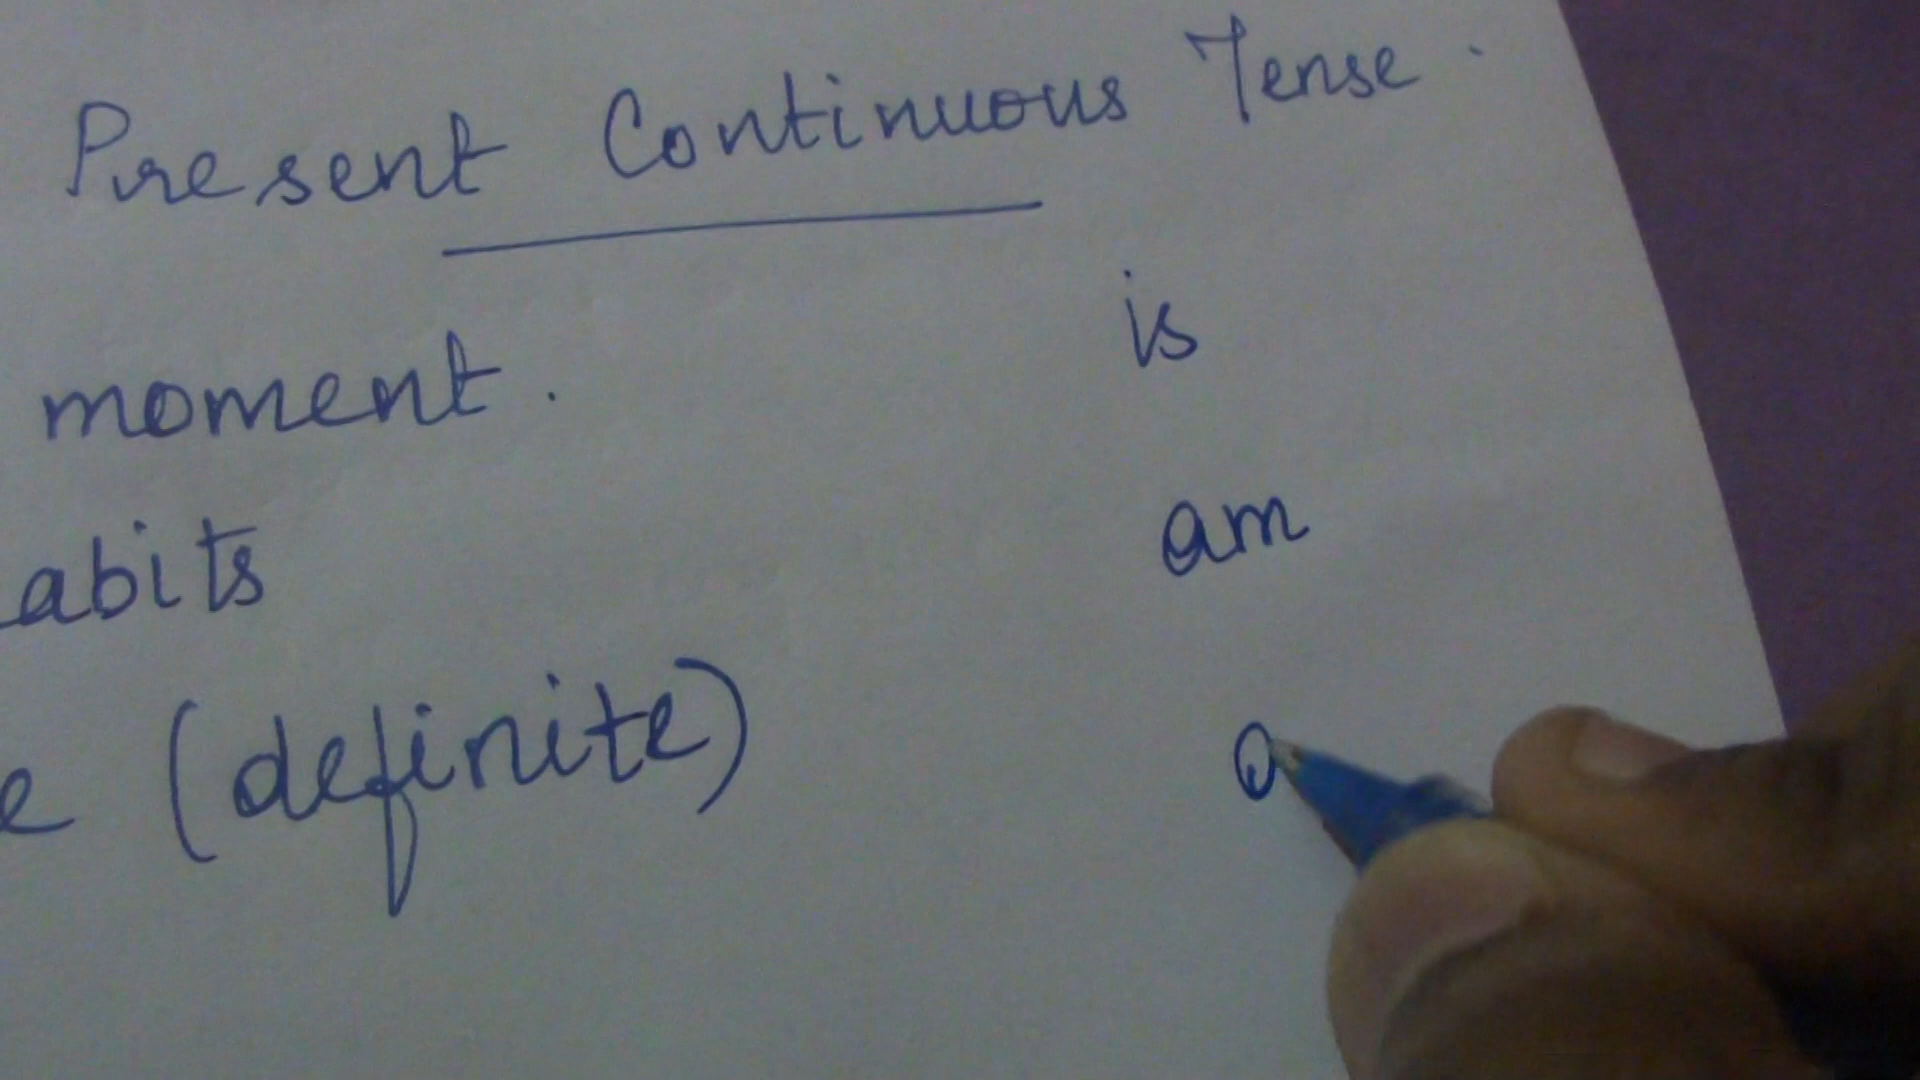 Present Continuous Tense.
moment. is
abits am
e (definite) a